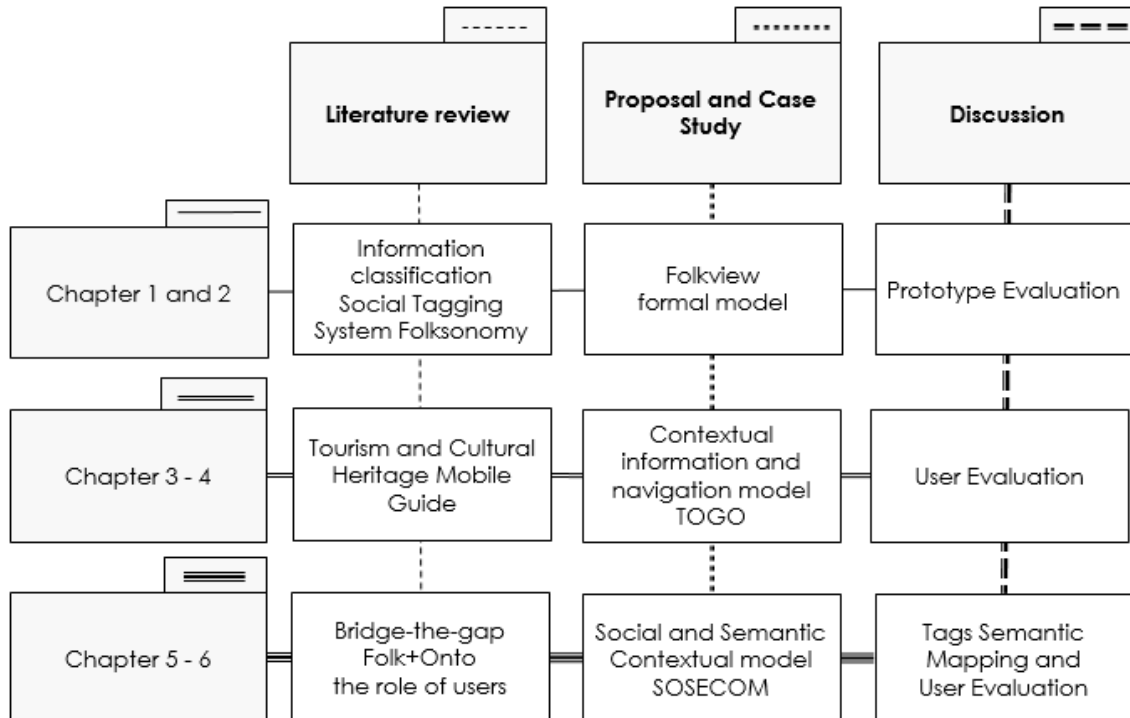 Literature review
Proposal and Case
Study
Discussion
Chapter 1 and 2
Information
classification
Social Tagging
System Folksonomy
Folkview
formal model
Prototype Evaluation
Chapter 3 - 4
Tourism and Cultural
Heritage Mobile
Guide
Contextual
information and
navigation model
TOGO
User Evaluation
Chapter 5 - 6
Bridge-the-gap
Folk+Onto
the role of users
Social and Semantic
Contextual model
SOSECOM
Tags Semantic
Mapping and
User Evaluation